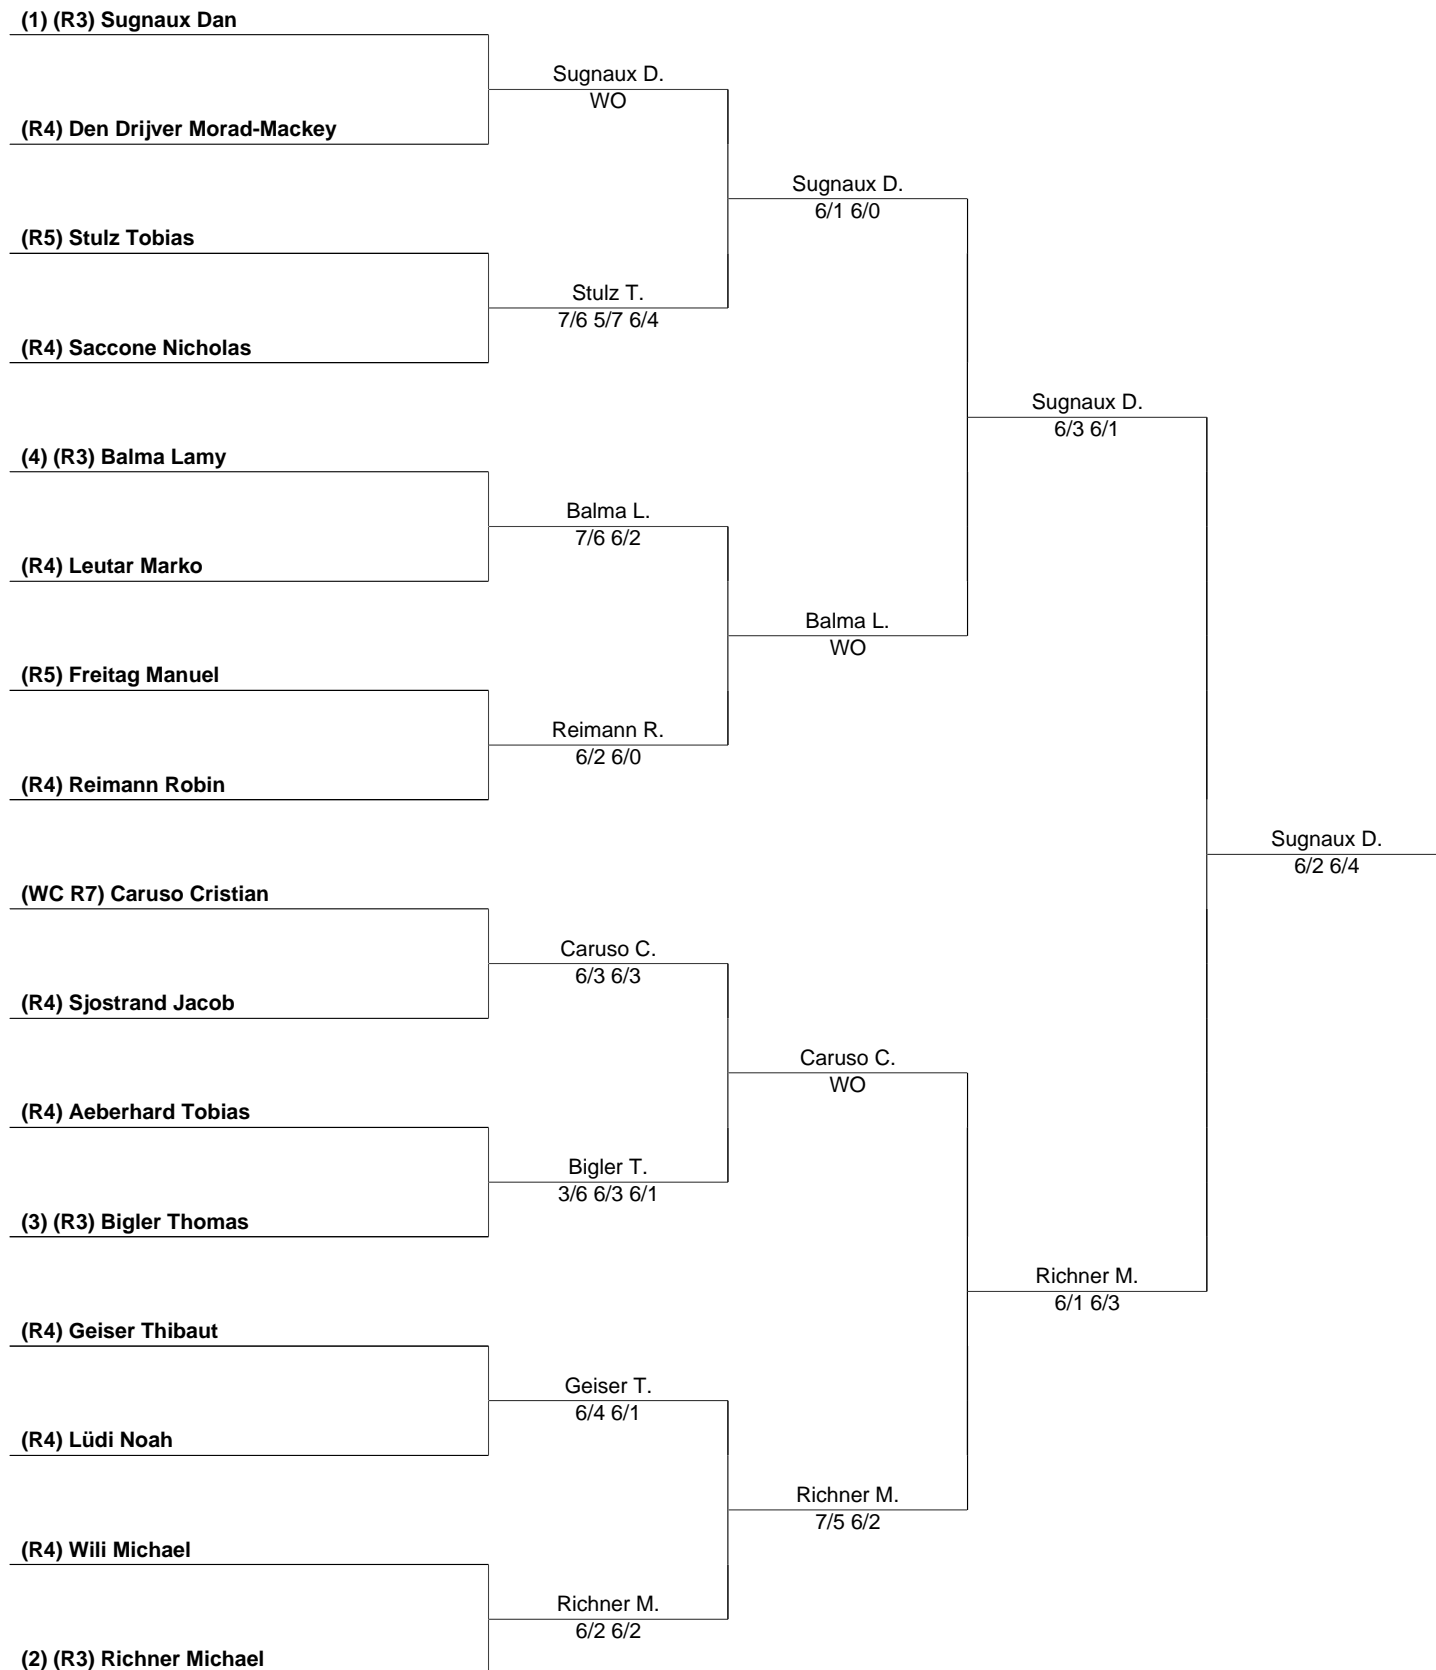 (1) (R3) Sugnaux Dan
Sugnaux D.
WO
(R4) Den Drijver Morad-Mackey
Sugnaux D.
6/1 6/0
(R5) Stulz Tobias
Stulz T.
7/6 5/7 6/4
(R4) Saccone Nicholas
Sugnaux D.
6/3 6/1
(4) (R3) Balma Lamy
Balma L.
7/6 6/2
(R4) Leutar Marko
Balma L.
WO
(R5) Freitag Manuel
Reimann R.
6/2 6/0
(R4) Reimann Robin
Sugnaux D.
6/2 6/4
(WC R7) Caruso Cristian
Caruso C.
6/3 6/3
(R4) Sjostrand Jacob
Caruso C.
WO
(R4) Aeberhard Tobias
Bigler T.
3/6 6/3 6/1
(3) (R3) Bigler Thomas
Richner M.
6/1 6/3
(R4) Geiser Thibaut
Geiser T.
6/4 6/1
(R4) Lüdi Noah
Richner M.
7/5 6/2
(R4) Wili Michael
Richner M.
6/2 6/2
(2) (R3) Richner Michael